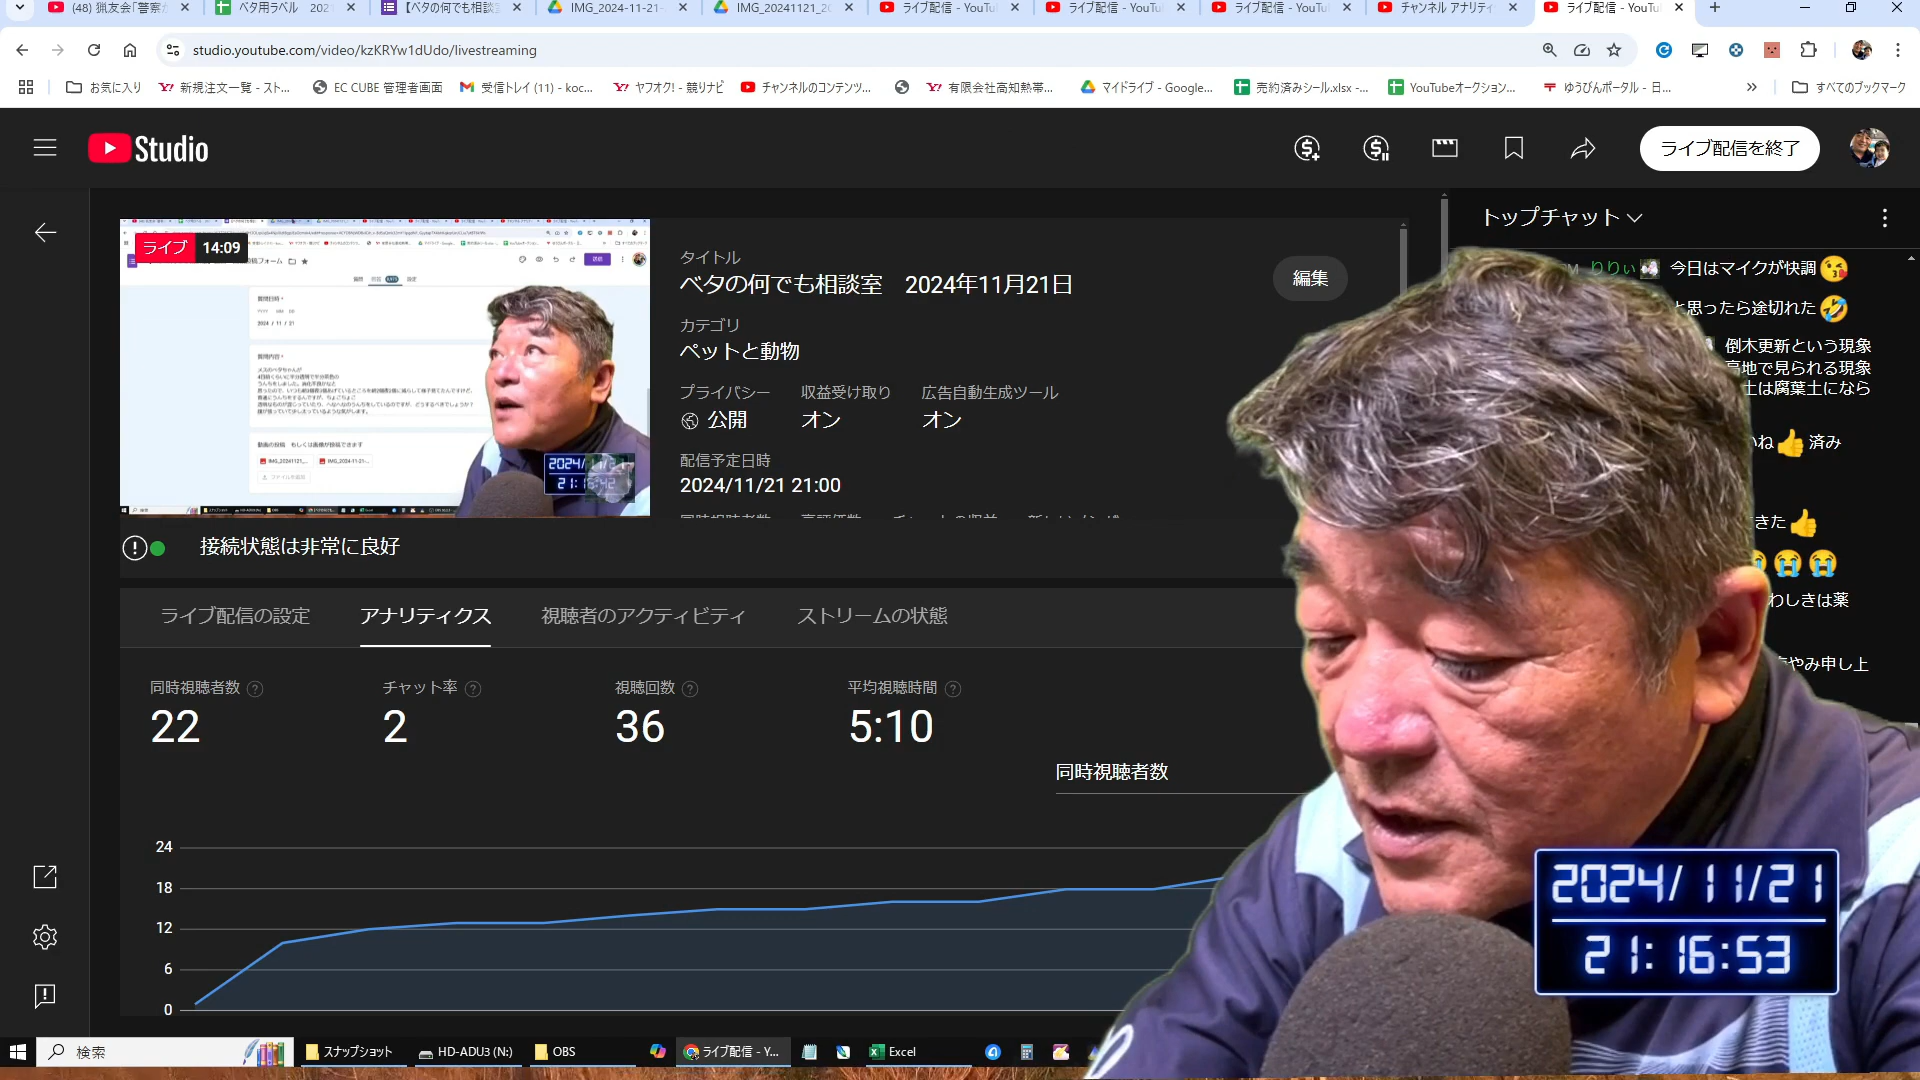 (48) 猟友会「警察か
ベタ用ラベル 2021
【ベタの何でも相談室
IMG_2024-11-21-
IMG_20241121_20
ライブ配信 - YouTu
ライブ配信 - YouTu
ライブ配信 - YouTu
チャンネル アナリティ
ライブ配信 - YouTu
studio.youtube.com/video/kzKRYw1dUdo/livestreaming
お気に入り
新規注文一覧 - スト...
EC CUBE 管理者画面
受信トレイ (11) - koc...
ヤフオク! - 競りナビ
チャンネルのコンテンツ...
有限会社高知熱帯...
マイドライブ - Google...
売約済みシール.xlsx -...
YouTubeオークション...
ゆうびんポータル - 日...
すべてのブックマーク
Studio
ライブ配信を終了
ライブ 14:09
タイトル
ベタの何でも相談室 2024年11月21日
編集
カテゴリ
ペットと動物
プライバシー 収益受け取り 広告自動生成ツール
公開 オン オン
配信予定日時
2024/11/21 21:00
トップチャット
りりぃ 今日はマイクが快調😘
と思ったら途切れた🤣
倒木更新という現象
高地で見られる現象
土は腐葉土になら
いね👍済み
きた👍
😭😭
わしきは薬
やみ申し上
接続状態は非常に良好
ライブ配信の設定 アナリティクス 視聴者のアクティビティ ストリームの状態
同時視聴者数 チャット率 視聴回数 平均視聴時間
22 2 36 5:10
同時視聴者数
24
18
12
6
0
2024/11/21
21:16:53
検索
スナップショット
HD-ADU3 (N:)
OBS
ライブ配信 - Y...
Excel